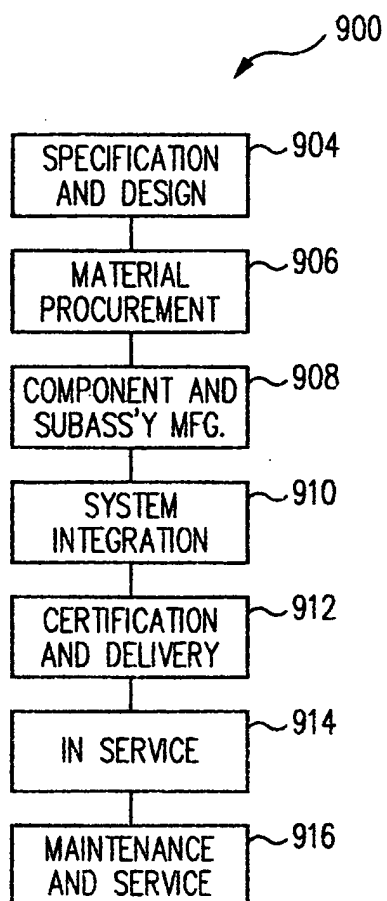 900
SPECIFICATION
AND DESIGN
904
MATERIAL
PROCUREMENT
906
COMPONENT AND
SUBASS'Y MFG.
908
SYSTEM
INTEGRATION
910
CERTIFICATION
AND DELIVERY
912
IN SERVICE
914
MAINTENANCE
AND SERVICE
916